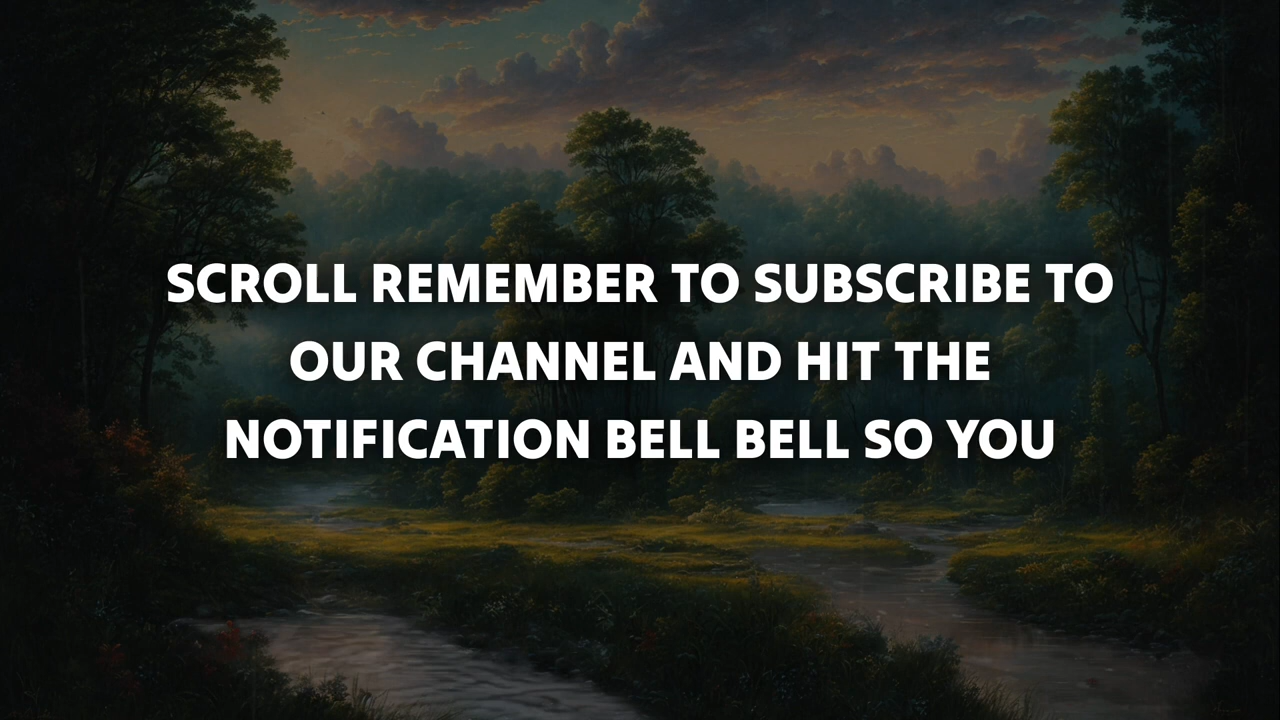 SCROLL REMEMBER TO SUBSCRIBE TO
OUR CHANNEL AND HIT THE
NOTIFICATION BELL BELL SO YOU